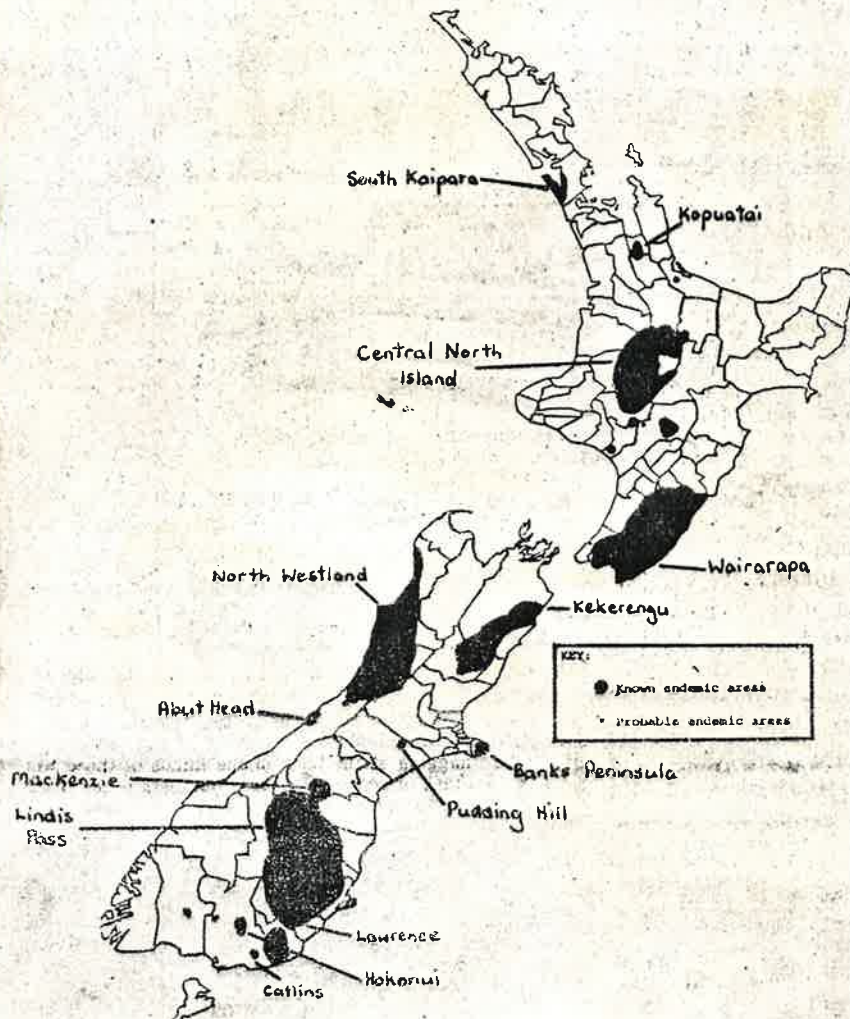 South Kaipara
Kopuatai
Central North
Island
North Westland
Wairarapa
Kekerengu
KEY:
Known endemic areas
Probable endemic areas
Abut Head
Banks Peninsula
Mackenzie
Pudding Hill
Lindis
Pass
Lawrence
Hokonui
Catlins